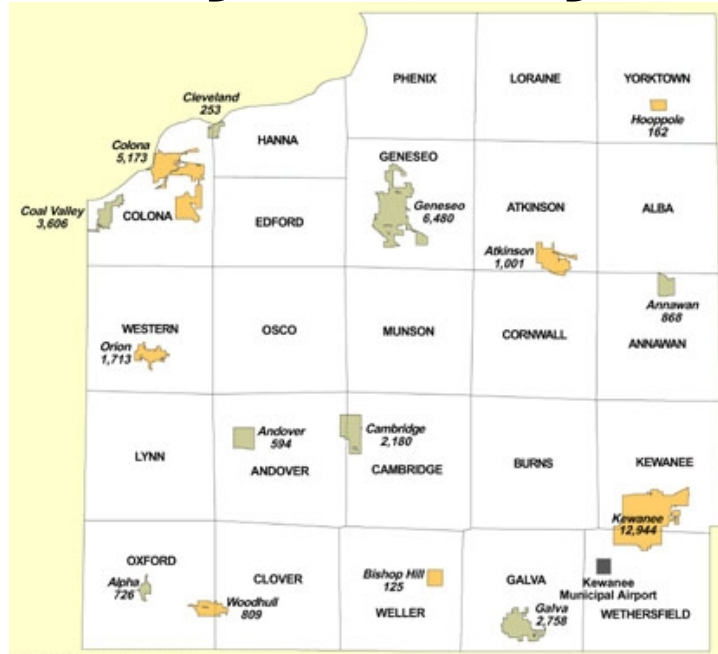 PHENIX
LORAINE
YORKTOWN
Cleveland
253
Hooppole
162
Colona
5,173
HANNA
GENESEO
Coal Valley
3,606
COLONA
EDFORD
Geneseo
6,480
ATKINSON
ALBA
Atkinson
1,001
Annawan
868
WESTERN
OSCO
MUNSON
CORNWALL
ANNAWAN
Orion
1,713
LYNN
Andover
594
ANDOVER
Cambridge
2,180
CAMBRIDGE
BURNS
KEWANEE
Kewanee
12,944
OXFORD
Alpha
726
CLOVER
Woodhull
809
Bishop Hill
125
WELLER
GALVA
Galva
2,758
Kewanee
Municipal Airport
WETHERSFIELD